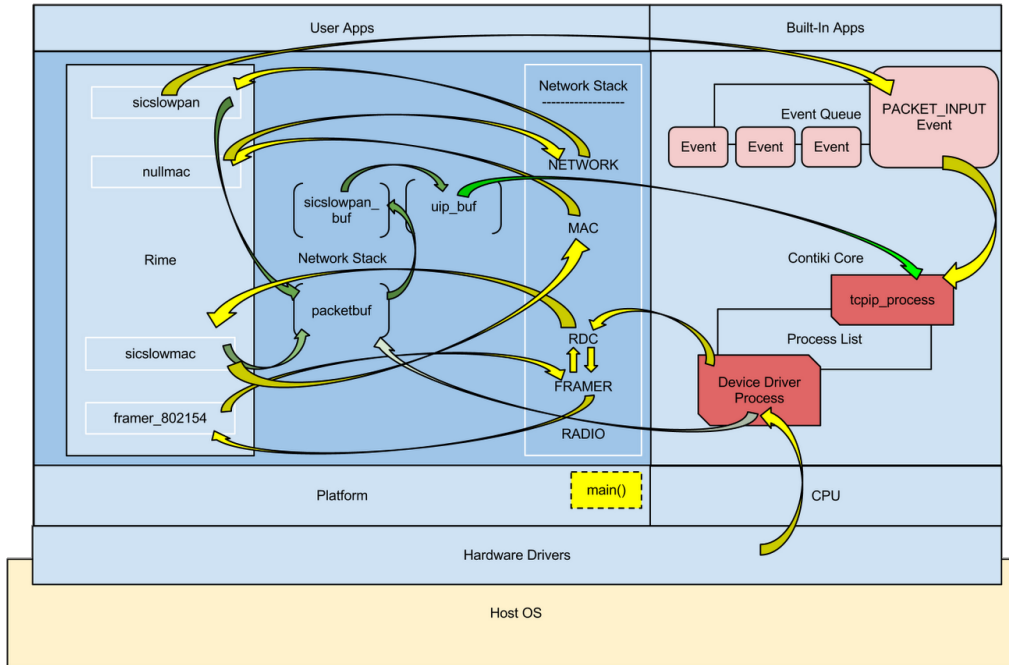 User Apps
Built-In Apps
sicslowpan
nullmac
Rime
sicslowmac
framer_802154
sicslowpan_
buf
uip_buf
Network Stack
packetbuf
Network Stack
--------------------
NETWORK
MAC
RDC
FRAMER
RADIO
Event Queue
PACKET_INPUT
Event
Event
Event
Event
Contiki Core
tcpip_process
Process List
Device Driver
Process
Platform
main()
CPU
Hardware Drivers
Host OS